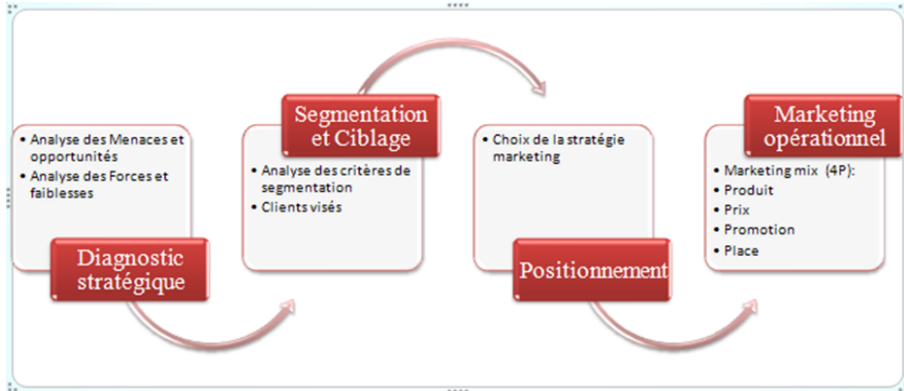 • Analyse des Menaces et
opportunités
• Analyse des Forces et
faiblesses
Diagnostic
stratégique
Segmentation
et Ciblage
• Analyse des critères de
segmentation
• Clients visés
• Choix de la stratégie
marketing
Positionnement
Marketing
opérationnel
• Marketing mix (4P):
• Produit
• Prix
• Promotion
• Place